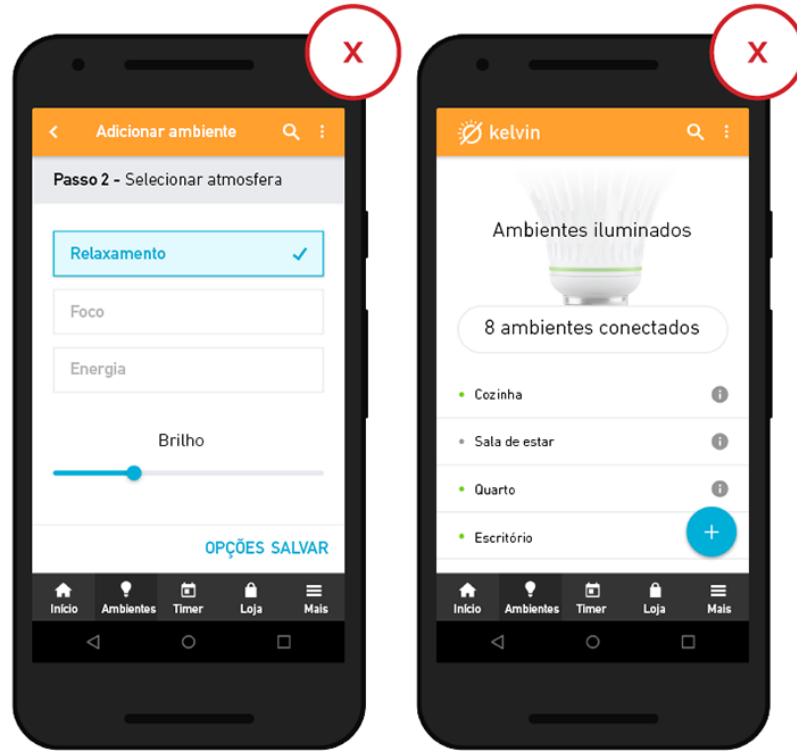 X
Adicionar ambiente
Passo 2 - Selecionar atmosfera
Relaxamento
Foco
Energia
Brilho
OPÇÕES SALVAR
Início Ambientes Timer Loja Mais
X
kelvin
Ambientes iluminados
8 ambientes conectados
Cozinha
Sala de estar
Quarto
Escritório
Início Ambientes Timer Loja Mais